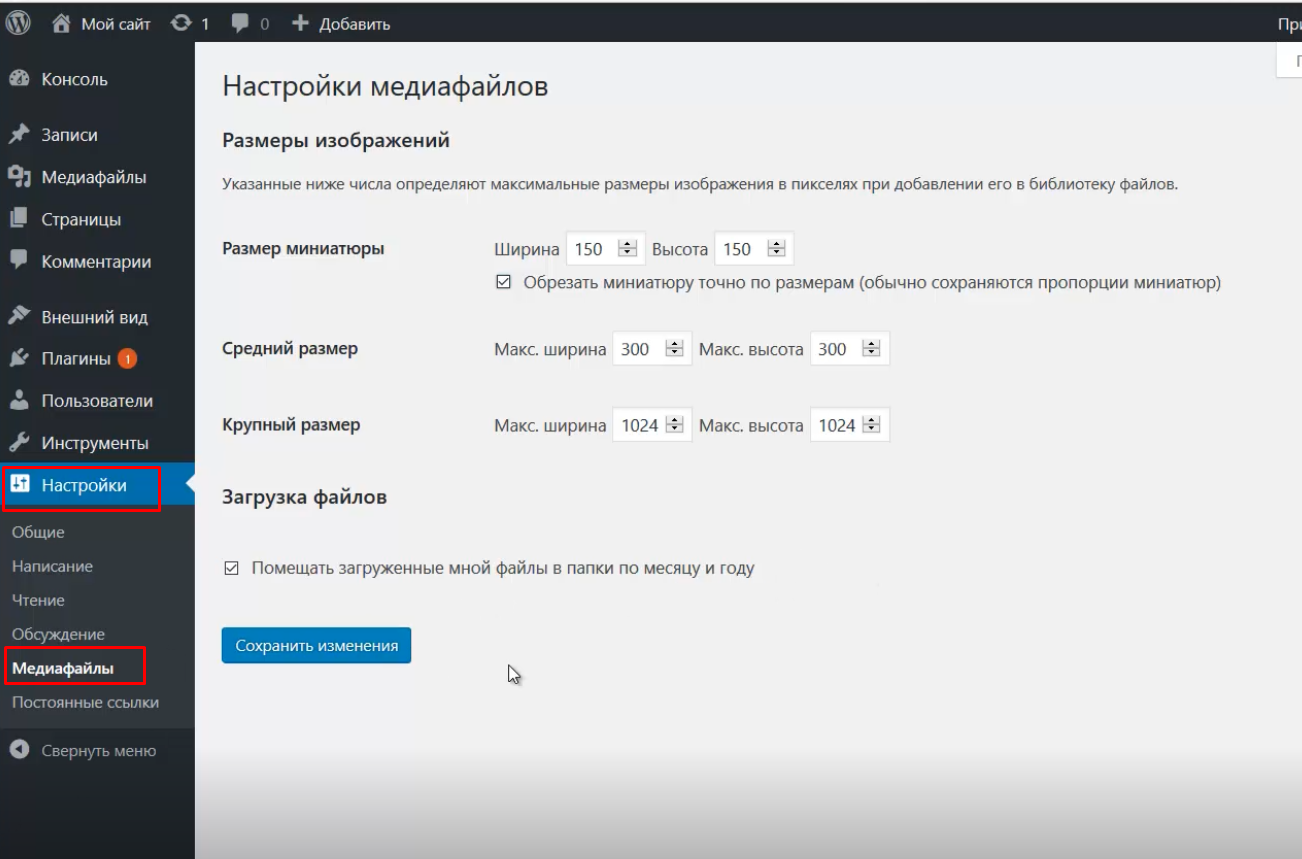 Мой сайт 1 0 Добавить
Консоль
Записи
Медиафайлы
Страницы
Комментарии
Внешний вид
Плагины 1
Пользователи
Инструменты
Настройки
Общие
Написание
Чтение
Обсуждение
Медиафайлы
Постоянные ссылки
Свернуть меню
Настройки медиафайлов
Размеры изображений
Указанные ниже числа определяют максимальные размеры изображения в пикселях при добавлении его в библиотеку файлов.
Размер миниатюры Ширина 150 Высота 150
Обрезать миниатюру точно по размерам (обычно сохраняются пропорции миниатюр)
Средний размер Макс. ширина 300 Макс. высота 300
Крупный размер Макс. ширина 1024 Макс. высота 1024
Загрузка файлов
Помещать загруженные мной файлы в папки по месяцу и году
Сохранить изменения